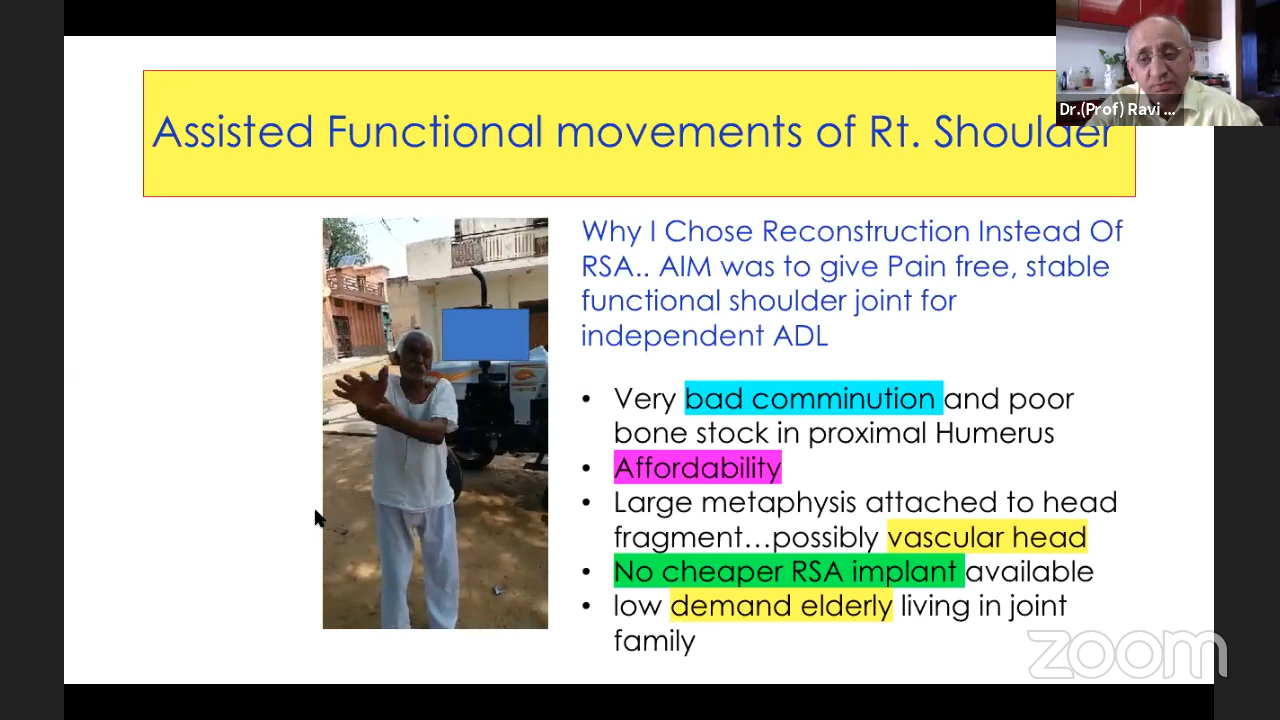 Dr.(Prof) Ravi ...
Assisted Functional movements of Rt. Shoulder
Why I Chose Reconstruction Instead Of
RSA.. AIM was to give Pain free, stable
functional shoulder joint for
independent ADL
• Very bad comminution and poor
bone stock in proximal Humerus
• Affordability
• Large metaphysis attached to head
fragment...possibly vascular head
• No cheaper RSA implant available
• low demand elderly living in joint
family
zoom